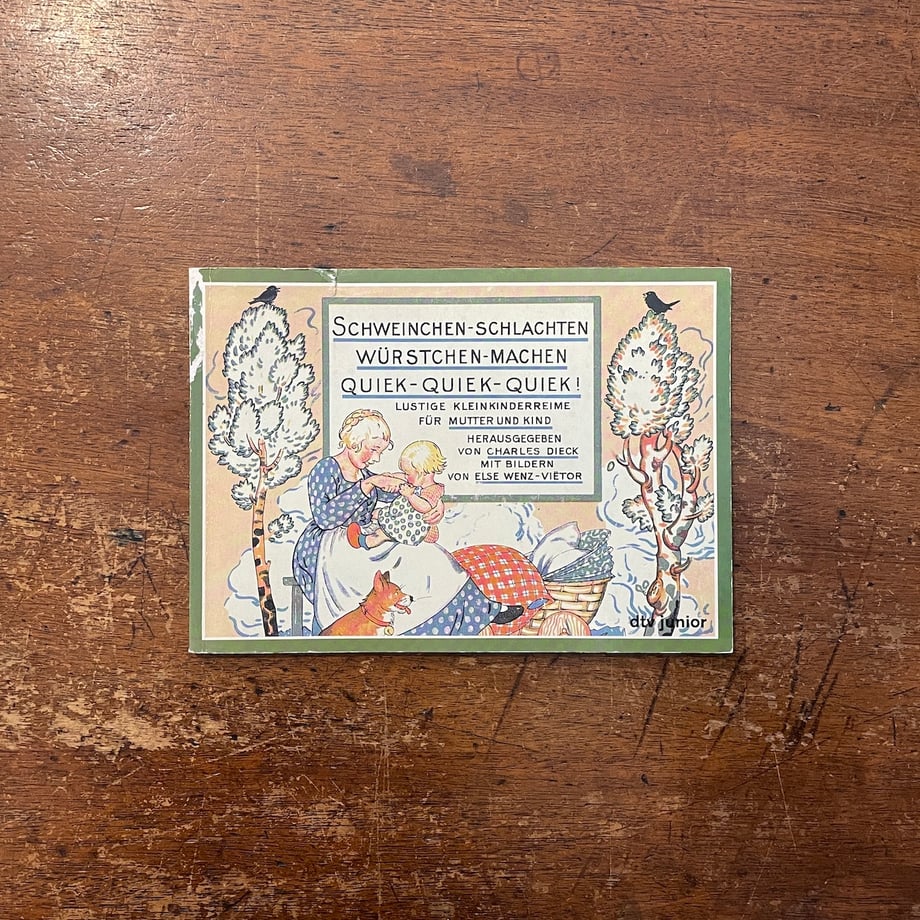 SCHWEINCHEN-SCHLACHTEN
WÜRSTCHEN-MACHEN
QUIEK-QUIEK-QUIEK!
LUSTIGE KLEINKINDERREIME
FÜR MUTTER UND KIND
HERAUSGEGEBEN
VON CHARLES DIECK
MIT BILDERN
VON ELSE WENZ-VIËTOR
dtv junior